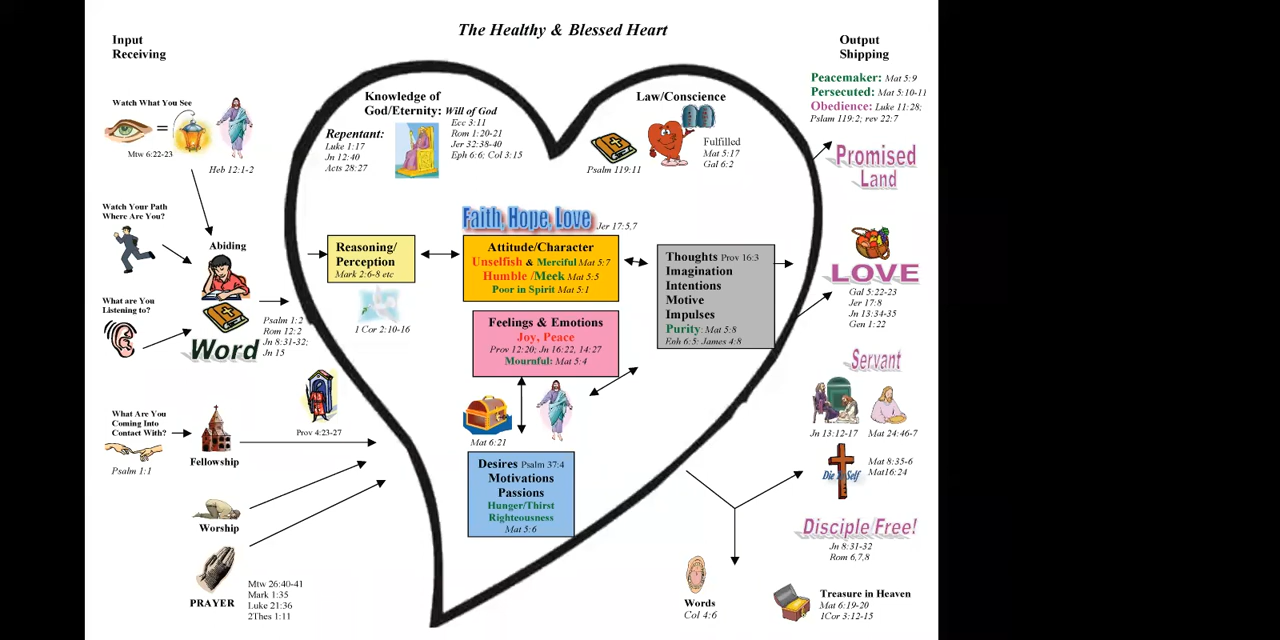 The Healthy & Blessed Heart
Input
Receiving
Watch What You See
=
Mtw 6:22-23
Heb 12:1-2
Watch Your Path
Where Are You?
Abiding
What are You
Listening to?
Word
Psalm 1:2
Rom 12:2
Jn 8:31-32;
Jn 15
Prov 4:23-27
What Are You
Coming Into
Contact With?
Psalm 1:1
Fellowship
Worship
PRAYER
Mtw 26:40-41
Mark 1:35
Luke 21:36
2Thes 1:11
Knowledge of
God/Eternity: Will of God
Ecc 3:11
Rom 1:20-21
Jer 32:38-40
Eph 6:6; Col 3:15
Repentant:
Luke 1:17
Jn 12:40
Acts 28:27
Law/Conscience
Psalm 119:11
Fulfilled
Mat 5:17
Gal 6:2
Faith, Hope, Love Jer 17:5,7
Reasoning/
Perception
Mark 2:6-8 etc
1 Cor 2:10-16
Attitude/Character
Unselfish & Merciful Mat 5:7
Humble /Meek Mat 5:5
Poor in Spirit Mat 5:1
Feelings & Emotions
Joy, Peace
Prov 12:20; Jn 16:22, 14:27
Mournful: Mat 5:4
Mat 6:21
Desires Psalm 37:4
Motivations
Passions
Hunger/Thirst
Righteousness
Mat 5:6
Thoughts Prov 16:3
Imagination
Intentions
Motive
Impulses
Purity: Mat 5:8
Eph 6:5; James 4:8
Output
Shipping
Peacemaker: Mat 5:9
Persecuted: Mat 5:10-11
Obedience: Luke 11:28;
Pslam 119:2; rev 22:7
Promised
Land
LOVE
Gal 5:22-23
Jer 17:8
Jn 13:34-35
Gen 1:22
Servant
Jn 13:12-17
Mat 24:46-7
Die To Self
Mat 8:35-6
Mat16:24
Disciple/Free!
Jn 8:31-32
Rom 6,7,8
Words
Col 4:6
Treasure in Heaven
Mat 6:19-20
1Cor 3:12-15